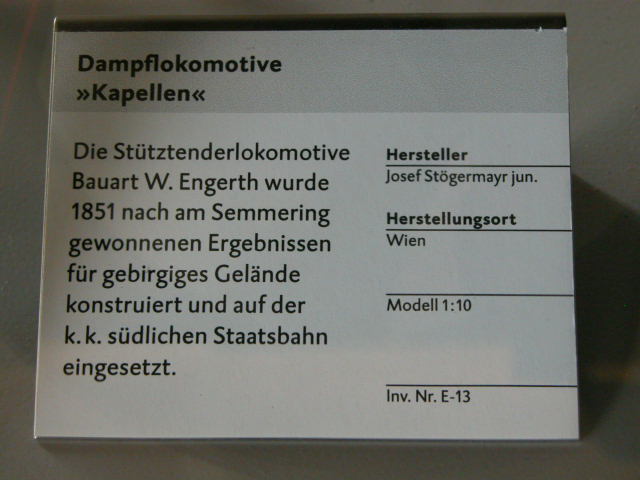 Dampflokomotive
»Kapellen«
Die Stütztenderlokomotive
Bauart W. Engerth wurde
1851 nach am Semmering
gewonnenen Ergebnissen
für gebirgiges Gelände
konstruiert und auf der
k. k. südlichen Staatsbahn
eingesetzt.
Hersteller
Josef Stögermayr jun.
Herstellungsort
Wien
Modell 1:10
Inv. Nr. E-13